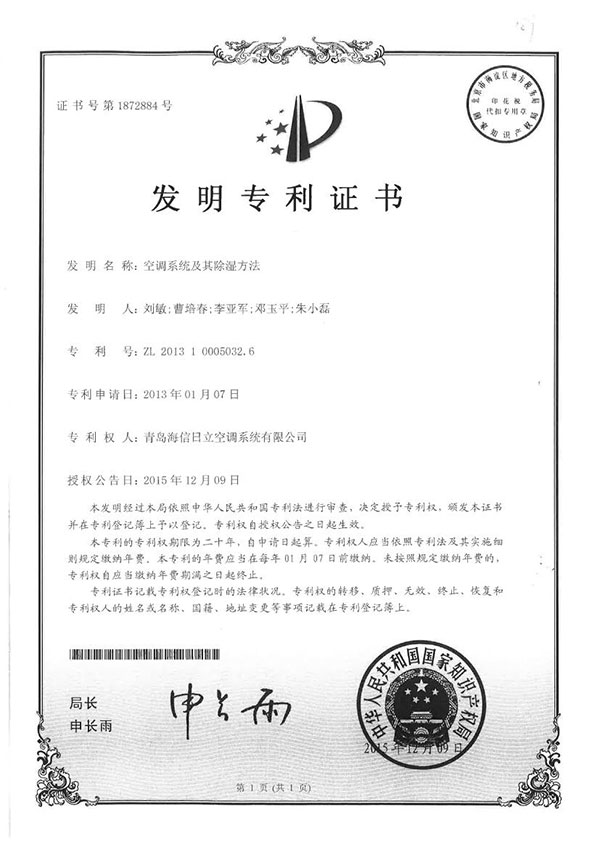 证书号第1872884号
北京市海淀区地方税务局
印花税
代扣专用章
国家知识产权局
发明专利证书
发明名称：空调系统及其除湿方法
发明人：刘敏;曹培春;李亚军;邓玉平;朱小磊
专利号：ZL 2013 1 0005032.6
专利申请日：2013年01月07日
专利权人：青岛海信日立空调系统有限公司
授权公告日：2015年12月09日
本发明经过本局依照中华人民共和国专利法进行审查，决定授予专利权，颁发本证书
并在专利登记簿上予以登记。专利权自授权公告之日起生效。
本专利的专利权期限为二十年，自申请日起算。专利权人应当依照专利法及其实施细
则规定缴纳年费。本专利的年费应当在每年01月07日前缴纳。未按照规定缴纳年费的，
专利权自应当缴纳年费期满之日起终止。
专利证书记载专利权登记时的法律状况。专利权的转移、质押、无效、终止、恢复和
专利权人的姓名或名称、国籍、地址变更等事项记载在专利登记簿上。
局长
申长雨
申长雨
中华人民共和国国家知识产权局
2015年12月09日
第1页(共1页)